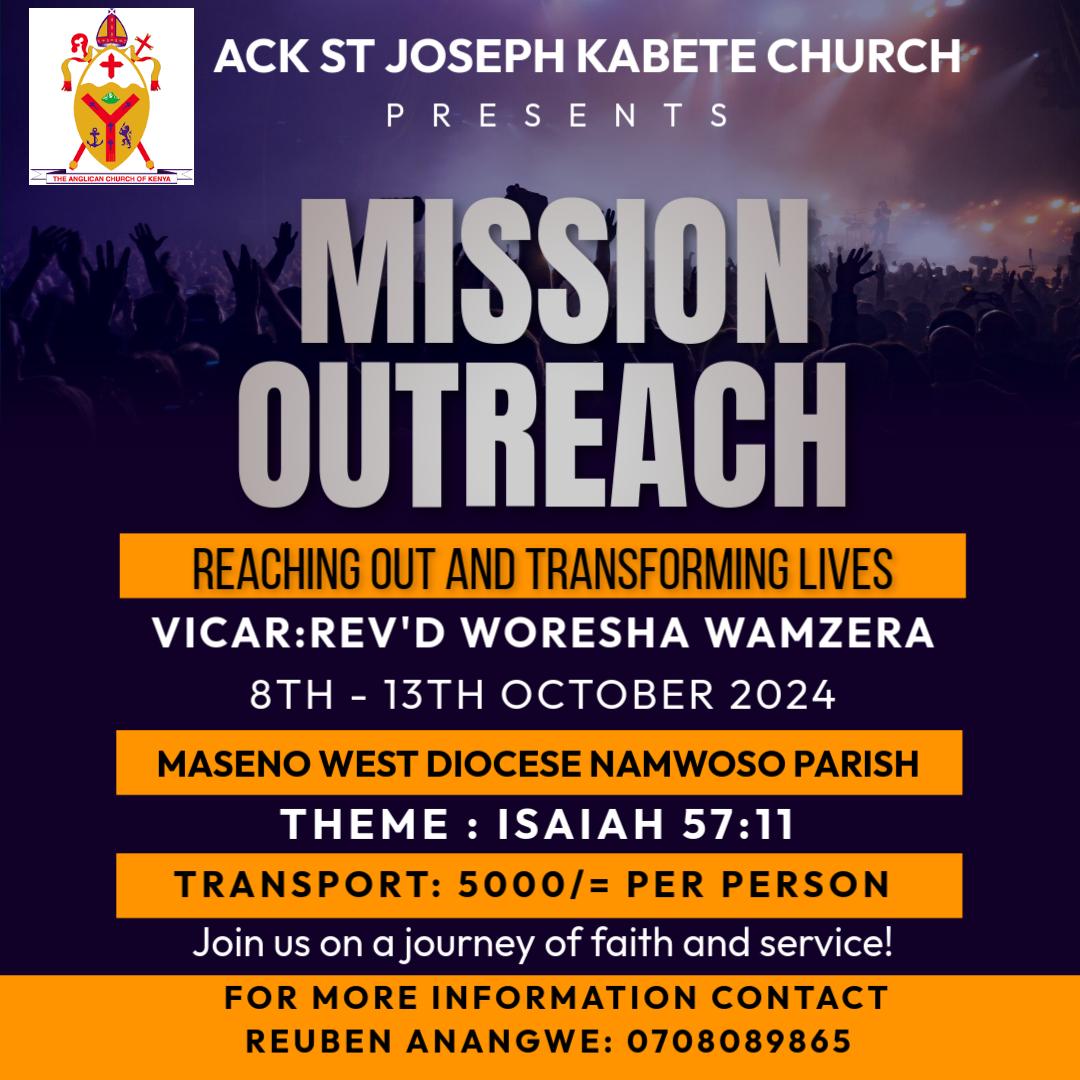 THE ANGLICAN CHURCH OF KENYA
ACK ST JOSEPH KABETE CHURCH
PRESENTS
MISSION
OUTREACH
REACHING OUT AND TRANSFORMING LIVES
VICAR:REV'D WORESHA WAMZERA
8TH - 13TH OCTOBER 2024
MASENO WEST DIOCESE NAMWOSO PARISH
THEME : ISAIAH 57:11
TRANSPORT: 5000/= PER PERSON
Join us on a journey of faith and service!
FOR MORE INFORMATION CONTACT
REUBEN ANANGWE: 0708089865